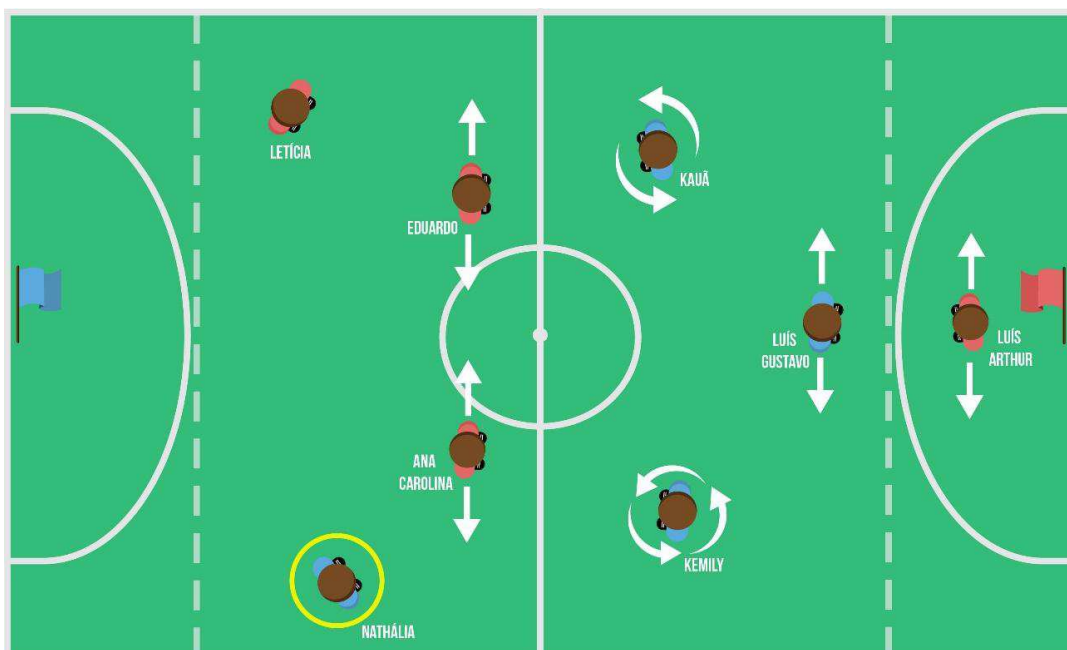 LETÍCIA
EDUARDO
KAUÃ
LUÍS
GUSTAVO
LUÍS
ARTHUR
ANA
CAROLINA
KEMILY
NATHÁLIA